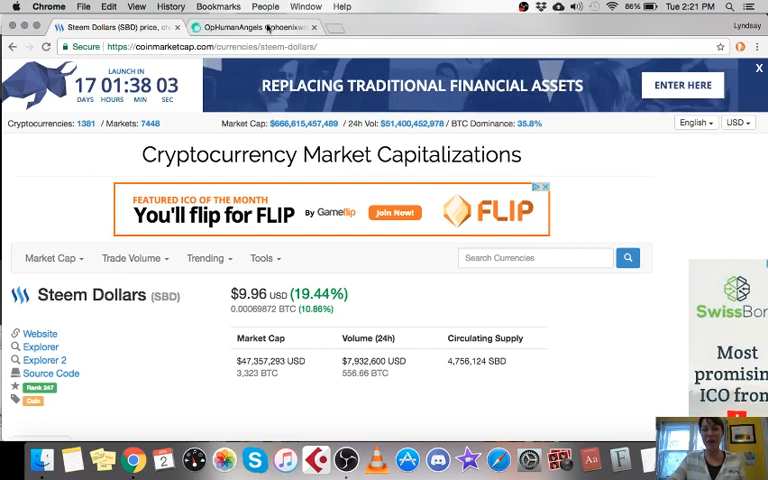 Chrome File Edit View History Bookmarks People Window Help
86% Tue 2:21 PM
Steem Dollars (SBD) price, ch
OpHumanAngels
Lyndsay
Secure https://coinmarketcap.com/currencies/steem-dollars/
LAUNCH IN
17 01:38 03
DAYS HOURS MIN SEC
REPLACING TRADITIONAL FINANCIAL ASSETS
ENTER HERE
X
Cryptocurrencies: 1381 / Markets: 7448
Market Cap: $666,615,457,489 / 24h Vol: $51,400,452,978 / BTC Dominance: 35.8%
English
USD
Cryptocurrency Market Capitalizations
FEATURED ICO OF THE MONTH
You'll flip for FLIP
By Gameflip
Join Now!
FLIP
Market Cap Trade Volume Trending Tools
Search Currencies
Steem Dollars (SBD)
$9.96 USD (19.44%)
0.00069872 BTC (10.86%)
Website
Explorer
Explorer 2
Source Code
Rank 247
Coin
Market Cap Volume (24h) Circulating Supply
$47,357,293 USD $7,932,600 USD 4,756,124 SBD
3,323 BTC 556.66 BTC
SwissBor
Most
promising
ICO from
2